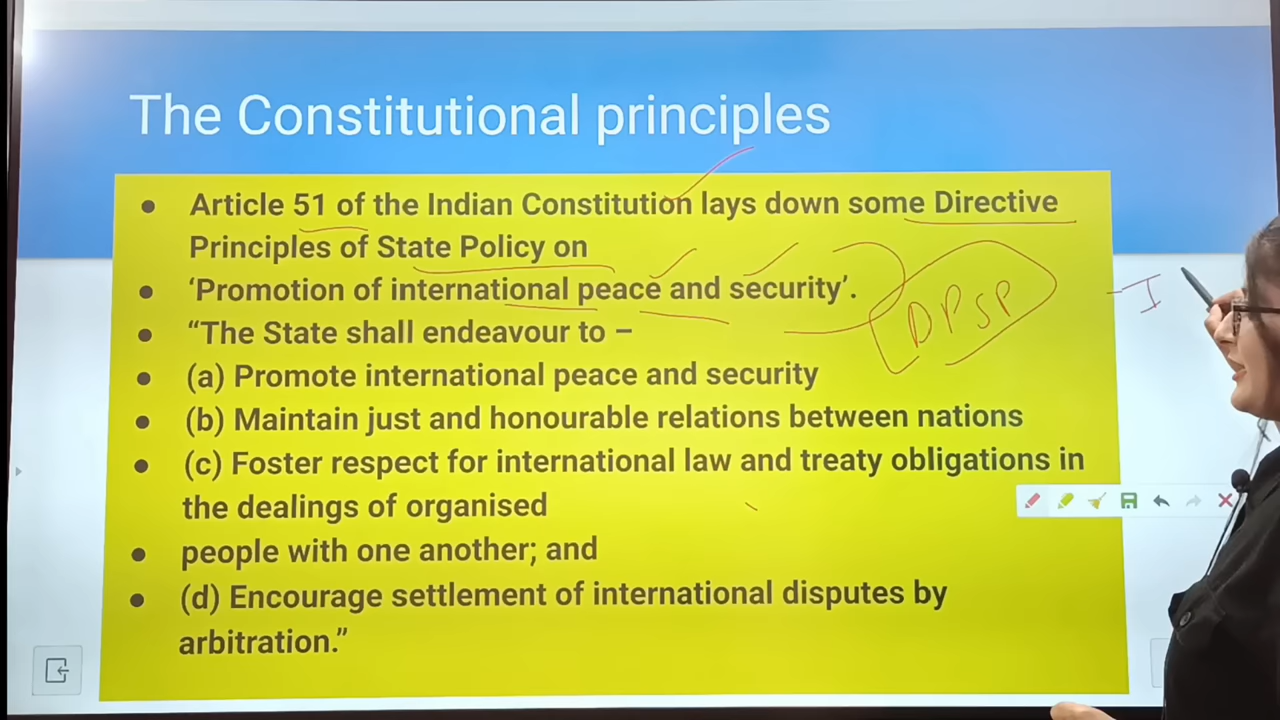 The Constitutional principles
• Article 51 of the Indian Constitution lays down some Directive
Principles of State Policy on
• ‘Promotion of international peace and security’.
• “The State shall endeavour to –
• (a) Promote international peace and security
• (b) Maintain just and honourable relations between nations
• (c) Foster respect for international law and treaty obligations in
the dealings of organised
• people with one another; and
• (d) Encourage settlement of international disputes by
arbitration.”
DPSP
- I